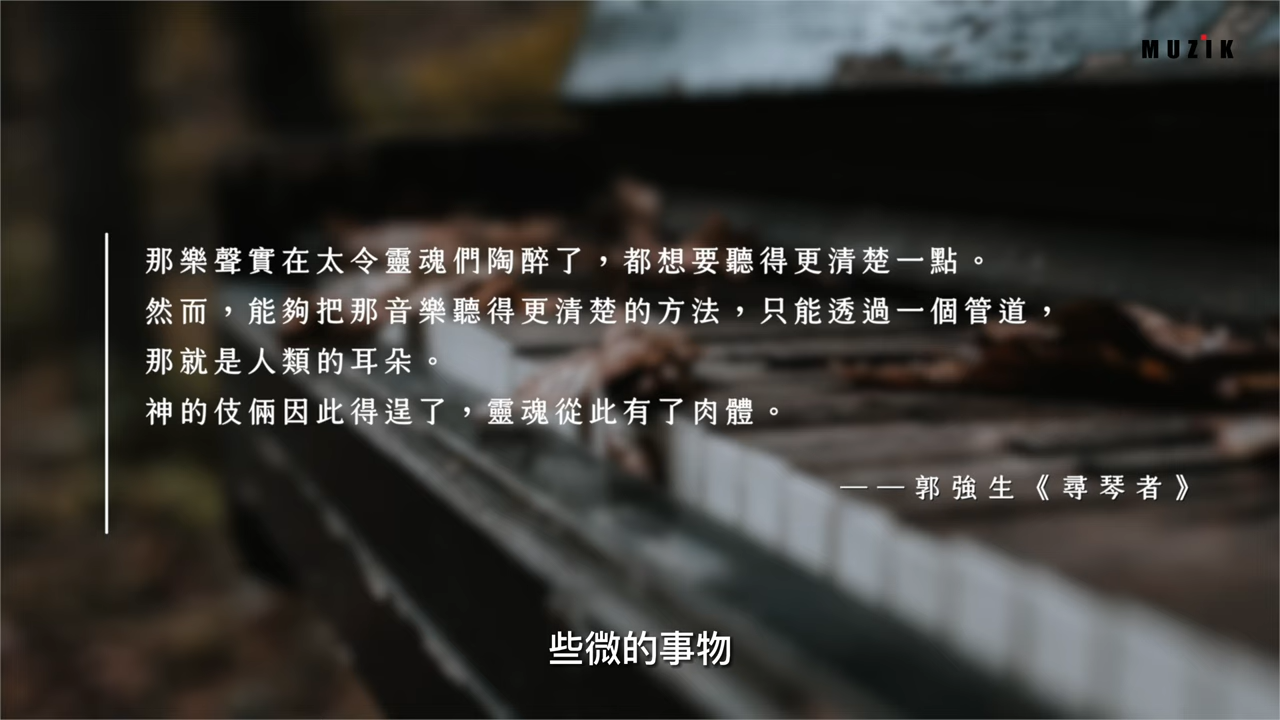 MUZIK
那樂聲實在太令靈魂們陶醉了，都想要聽得更清楚一點。
然而，能夠把那音樂聽得更清楚的方法，只能透過一個管道，
那就是人類的耳朵。
神的伎倆因此得逞了，靈魂從此有了肉體。
——郭強生《尋琴者》
些微的事物